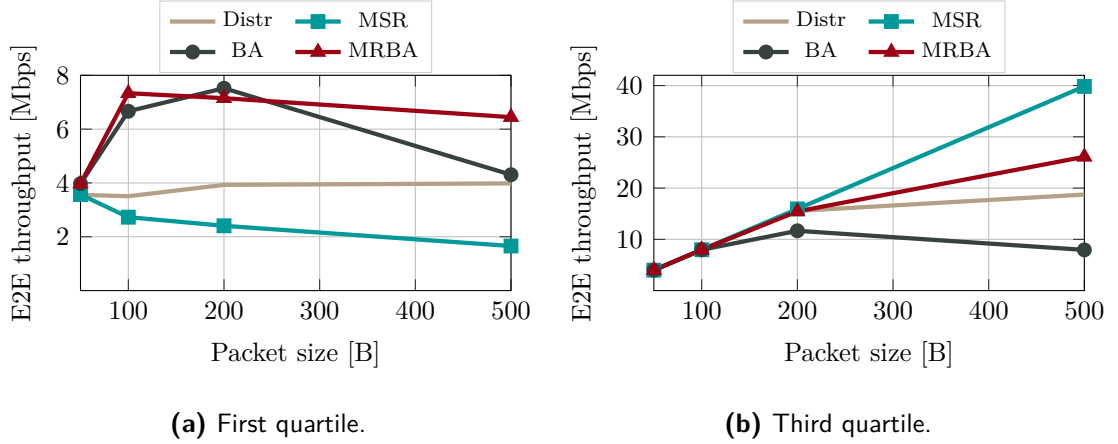 Distr
MSR
BA
MRBA
8
6
4
2
100
200
300
400
500
E2E throughput [Mbps]
Packet size [B]
(a) First quartile.
Distr
MSR
BA
MRBA
40
30
20
10
100
200
300
400
500
E2E throughput [Mbps]
Packet size [B]
(b) Third quartile.